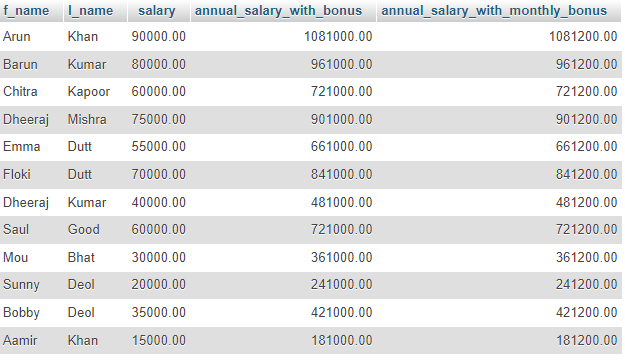 f_name l_name salary annual_salary_with_bonus annual_salary_with_monthly_bonus
Arun Khan 90000.00 1081000.00 1081200.00
Barun Kumar 80000.00 961000.00 961200.00
Chitra Kapoor 60000.00 721000.00 721200.00
Dheeraj Mishra 75000.00 901000.00 901200.00
Emma Dutt 55000.00 661000.00 661200.00
Floki Dutt 70000.00 841000.00 841200.00
Dheeraj Kumar 40000.00 481000.00 481200.00
Saul Good 60000.00 721000.00 721200.00
Mou Bhat 30000.00 361000.00 361200.00
Sunny Deol 20000.00 241000.00 241200.00
Bobby Deol 35000.00 421000.00 421200.00
Aamir Khan 15000.00 181000.00 181200.00